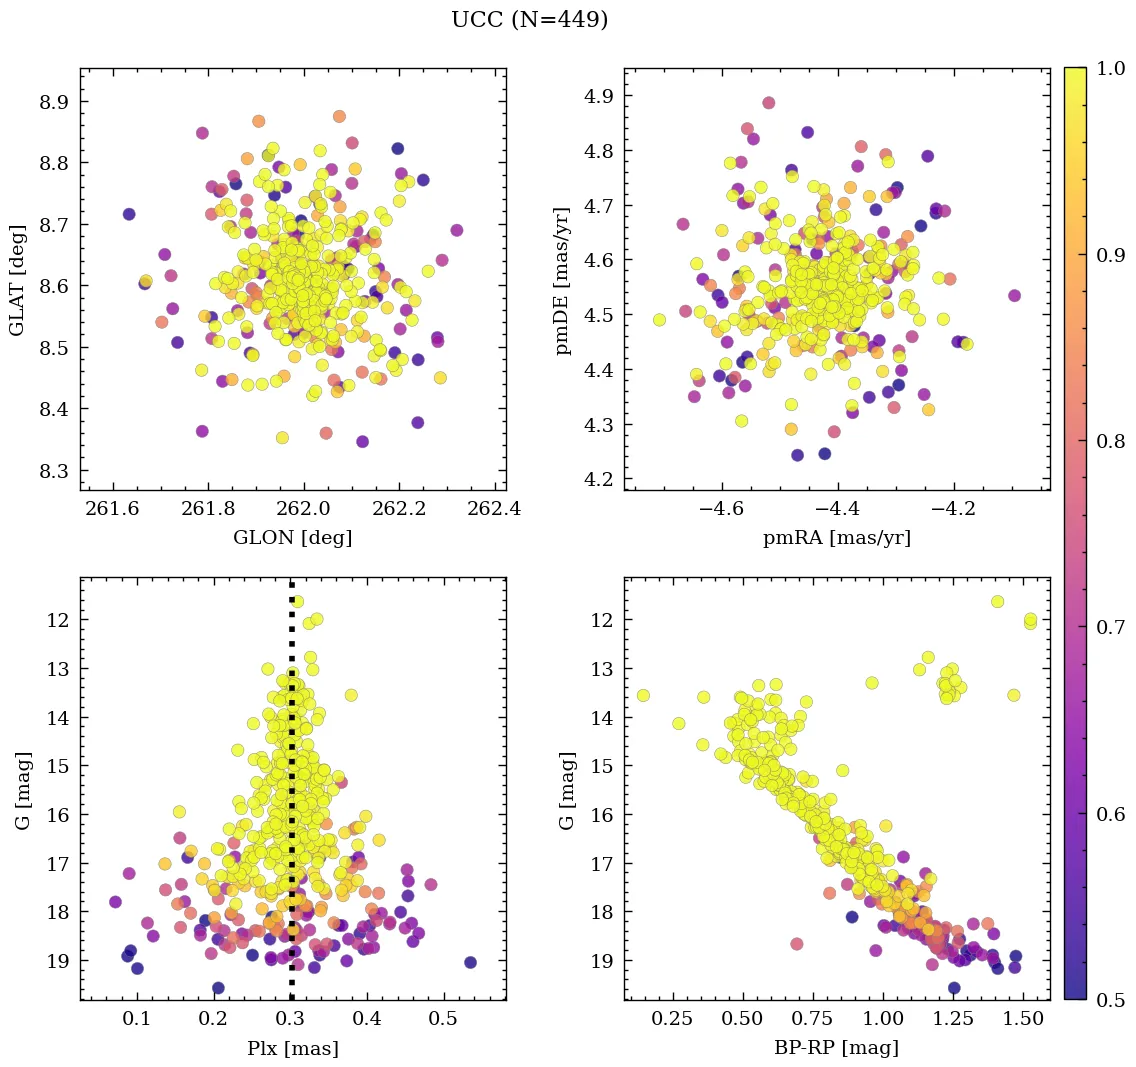 UCC (N=449)
8.9
8.8
8.7
8.6
8.5
8.4
8.3
GLAT [deg]
261.6 261.8 262.0 262.2 262.4
GLON [deg]
4.9
4.8
4.7
4.6
4.5
4.4
4.3
4.2
pmDE [mas/yr]
−4.6 −4.4 −4.2
pmRA [mas/yr]
12
13
14
15
16
17
18
19
G [mag]
0.1 0.2 0.3 0.4 0.5
Plx [mas]
12
13
14
15
16
17
18
19
G [mag]
0.25 0.50 0.75 1.00 1.25 1.50
BP-RP [mag]
1.0
0.9
0.8
0.7
0.6
0.5